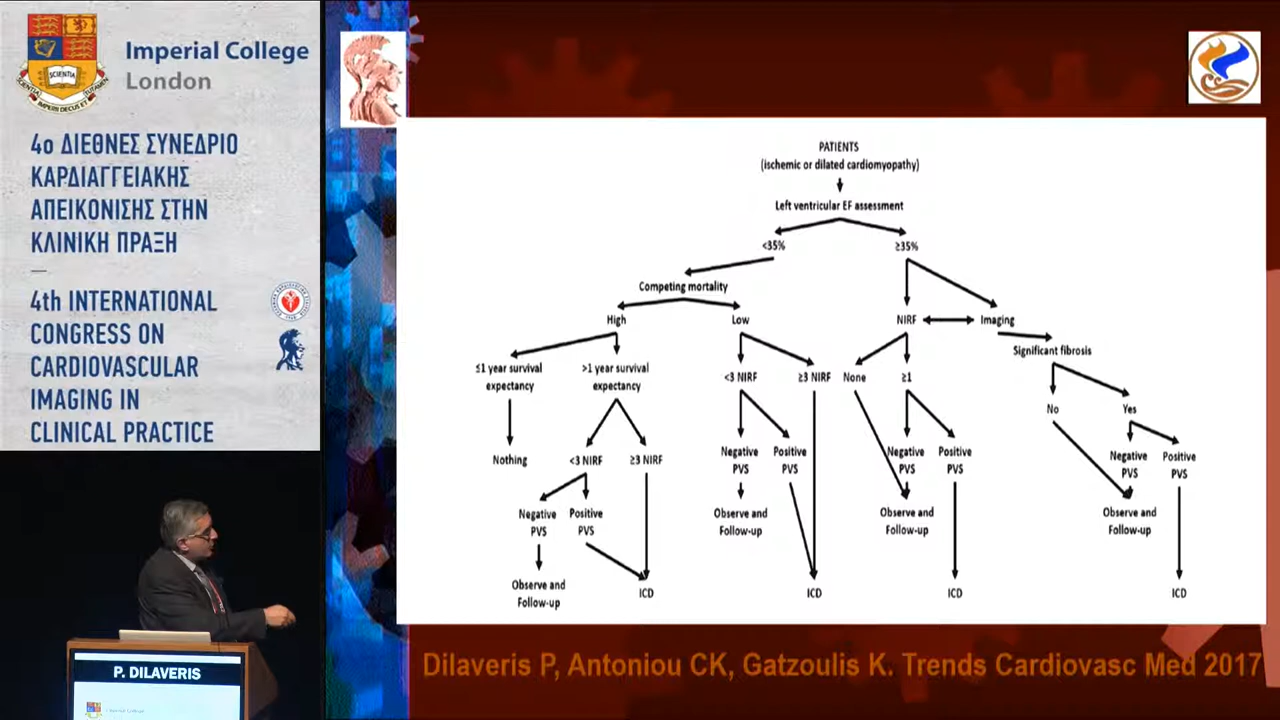 Imperial College
London
SCIENTIA
4ο ΔΙΕΘΝΕΣ ΣΥΝΕΔΡΙΟ
ΚΑΡΔΙΑΓΓΕΙΑΚΗΣ
ΑΠΕΙΚΟΝΙΣΗΣ ΣΤΗΝ
ΚΛΙΝΙΚΗ ΠΡΑΞΗ
4th INTERNATIONAL
CONGRESS ON
CARDIOVASCULAR
IMAGING IN
CLINICAL PRACTICE
P. DILAVERIS
Imperial College
PATIENTS
(ischemic or dilated cardiomyopathy)
Left ventricular EF assessment
<35% ≥35%
Competing mortality
High Low NIRF Imaging
Significant fibrosis
≤1 year survival
expectancy
>1 year survival
expectancy
<3 NIRF ≥3 NIRF None ≥1
No Yes
Nothing <3 NIRF ≥3 NIRF
Negative
PVS
Positive
PVS
Negative
PVS
Positive
PVS
Negative
PVS
Positive
PVS
Negative
PVS
Positive
PVS
Observe and
Follow-up
Observe and
Follow-up
Observe and
Follow-up
Observe and
Follow-up
ICD ICD ICD ICD
Dilaveris P, Antoniou CK, Gatzoulis K. Trends Cardiovasc Med 2017